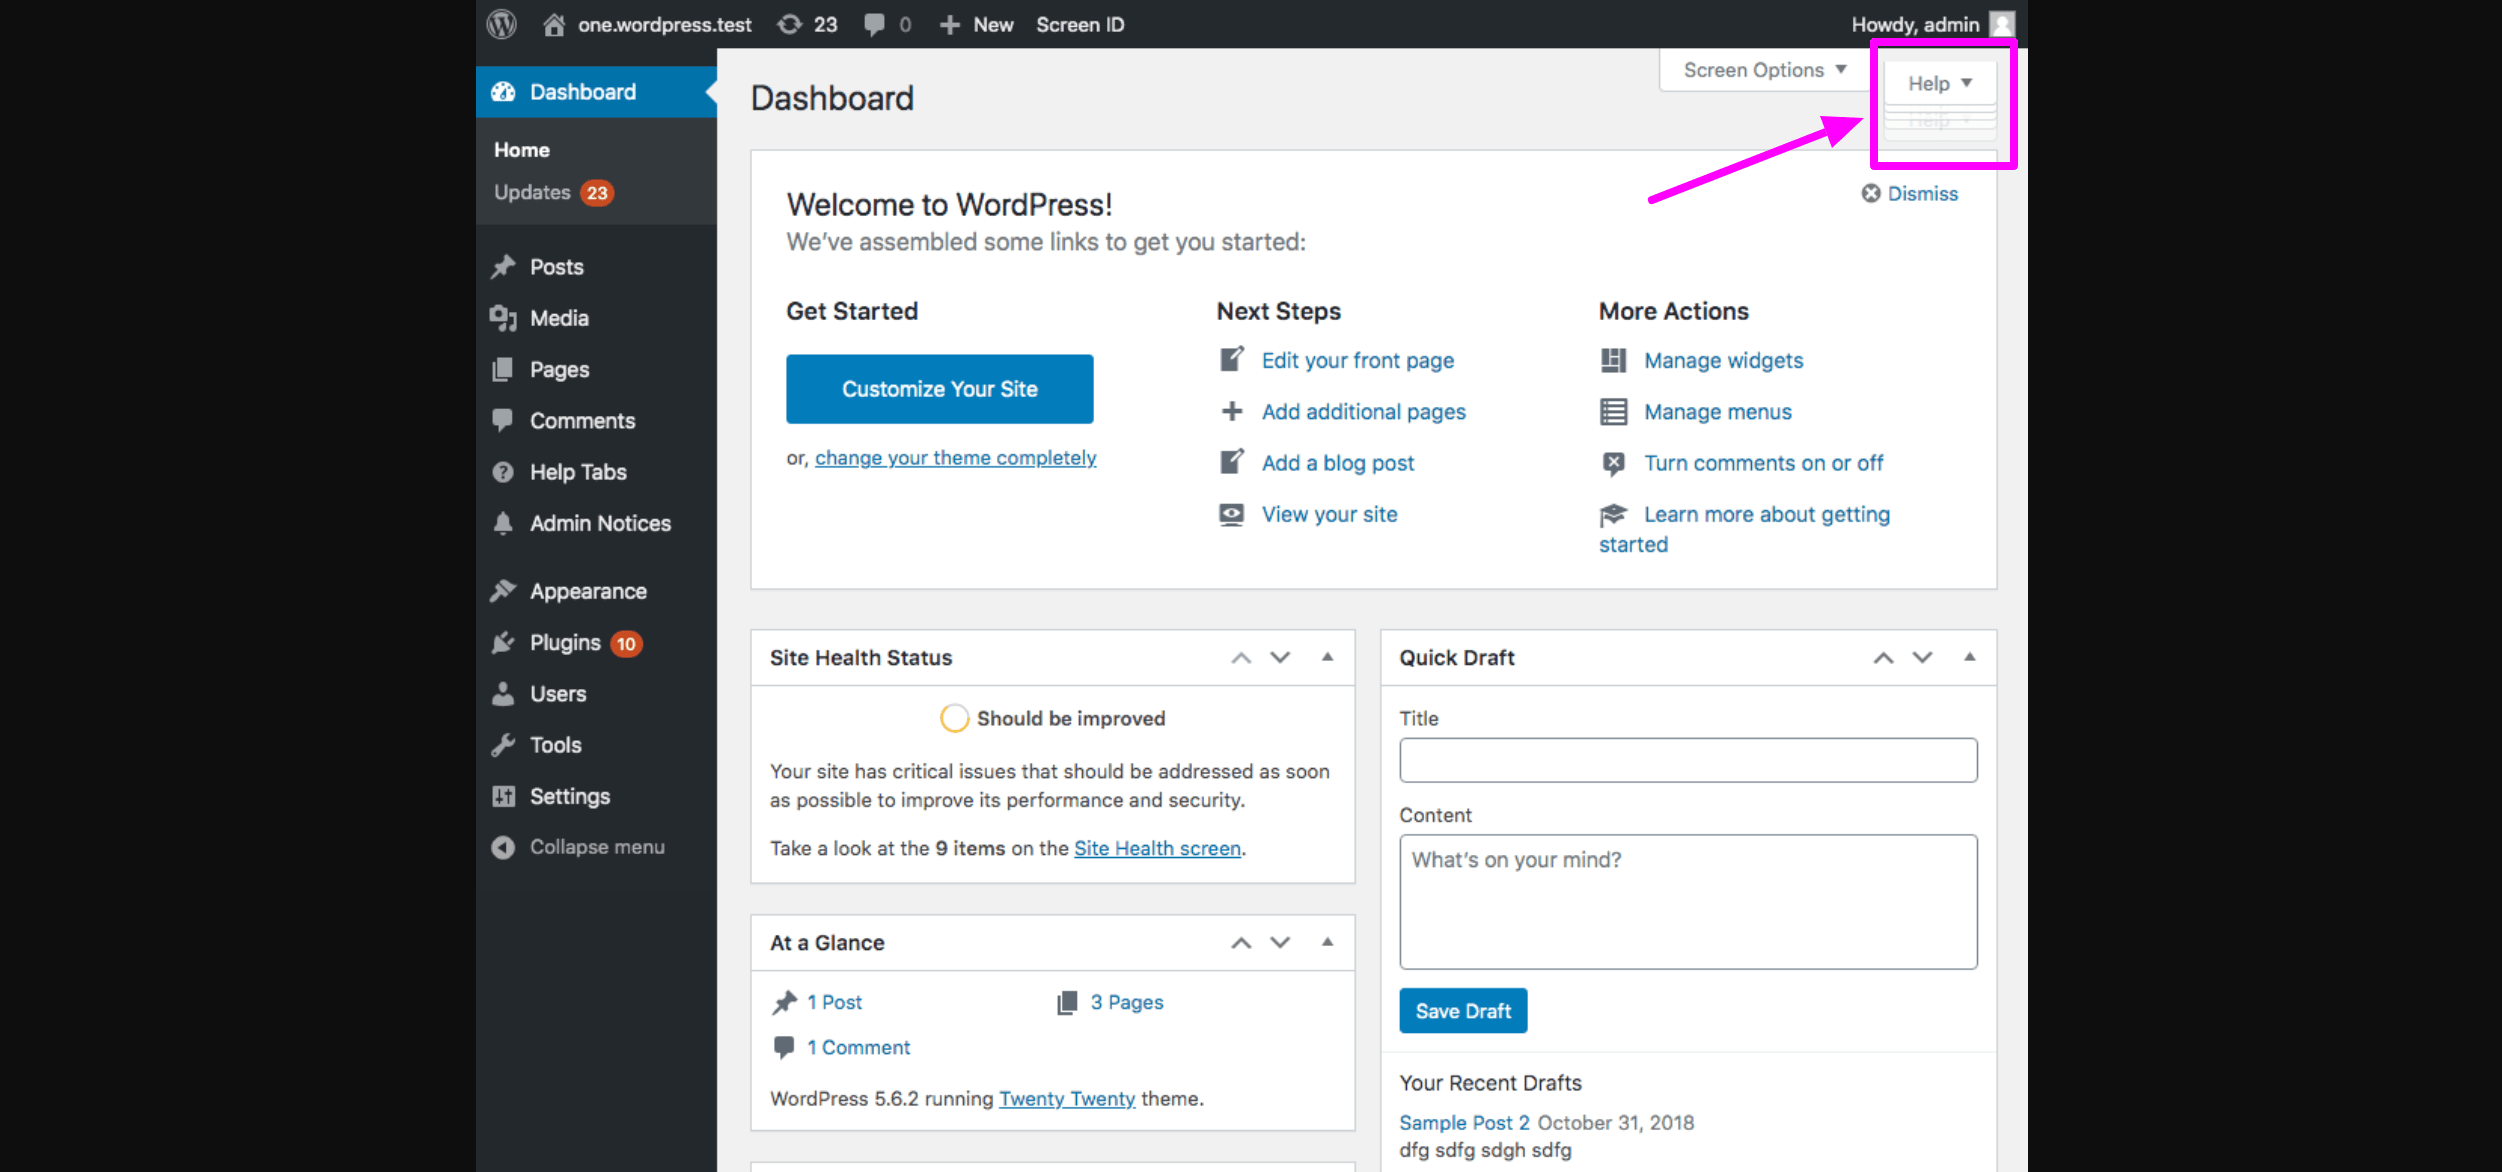 one.wordpress.test 23 0 New Screen ID Howdy, admin
Dashboard
Home
Updates 23
Posts
Media
Pages
Comments
Help Tabs
Admin Notices
Appearance
Plugins 10
Users
Tools
Settings
Collapse menu
Screen Options
Help
Help
Dashboard
Dismiss
Welcome to WordPress!
We've assembled some links to get you started:
Get Started
Customize Your Site
or, change your theme completely
Next Steps
Edit your front page
Add additional pages
Add a blog post
View your site
More Actions
Manage widgets
Manage menus
Turn comments on or off
Learn more about getting
started
Site Health Status
Should be improved
Your site has critical issues that should be addressed as soon
as possible to improve its performance and security.
Take a look at the 9 items on the Site Health screen.
At a Glance
1 Post 3 Pages
1 Comment
WordPress 5.6.2 running Twenty Twenty theme.
Quick Draft
Title
Content
What's on your mind?
Save Draft
Your Recent Drafts
Sample Post 2 October 31, 2018
dfg sdfg sdgh sdfg